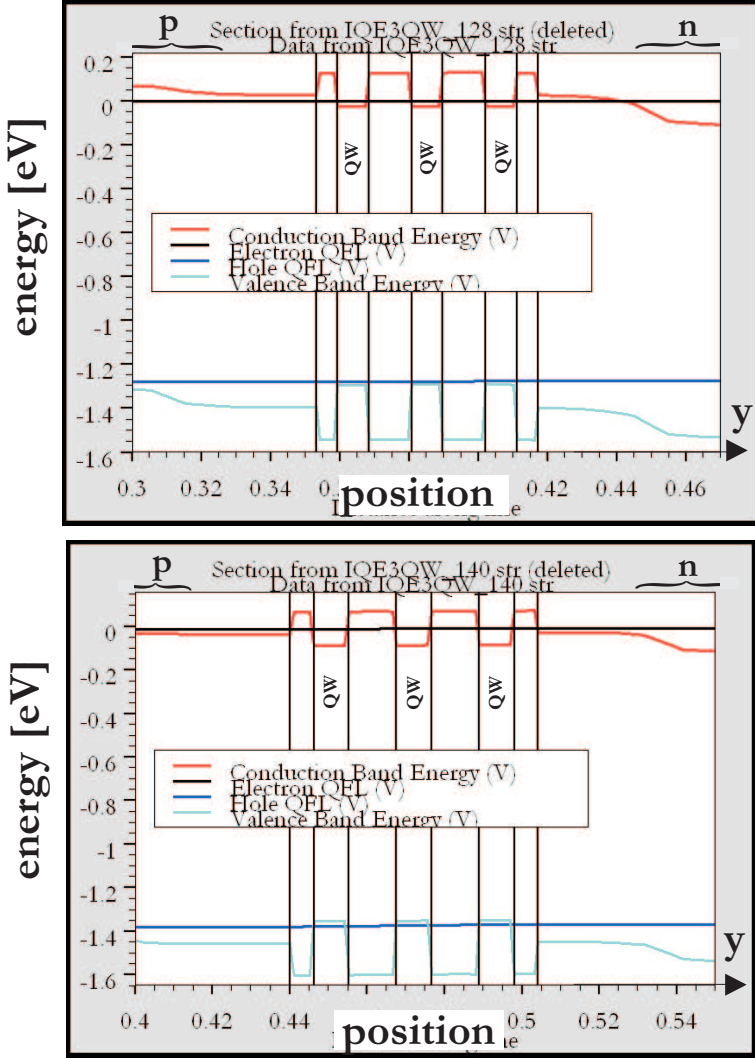 p
n
Section from IQE3QW_128.str (deleted)
Data from IQE3QW_128.str
energy [eV]
0.2
0
-0.2
-0.4
-0.6
-0.8
-1
-1.2
-1.4
-1.6
QW QW QW
Conduction Band Energy (V)
Electron QFL (V)
Hole QFL (V)
Valence Band Energy (V)
y
0.3 0.32 0.34 0.42 0.44 0.46
position
p
n
Section from IQE3QW_140.str (deleted)
Data from IQE3QW_140.str
energy [eV]
0
-0.2
-0.4
-0.6
-0.8
-1
-1.2
-1.4
-1.6
QW QW QW
Conduction Band Energy (V)
Electron QFL (V)
Hole QFL (V)
Valence Band Energy (V)
y
0.4 0.42 0.44 0.5 0.52 0.54
position